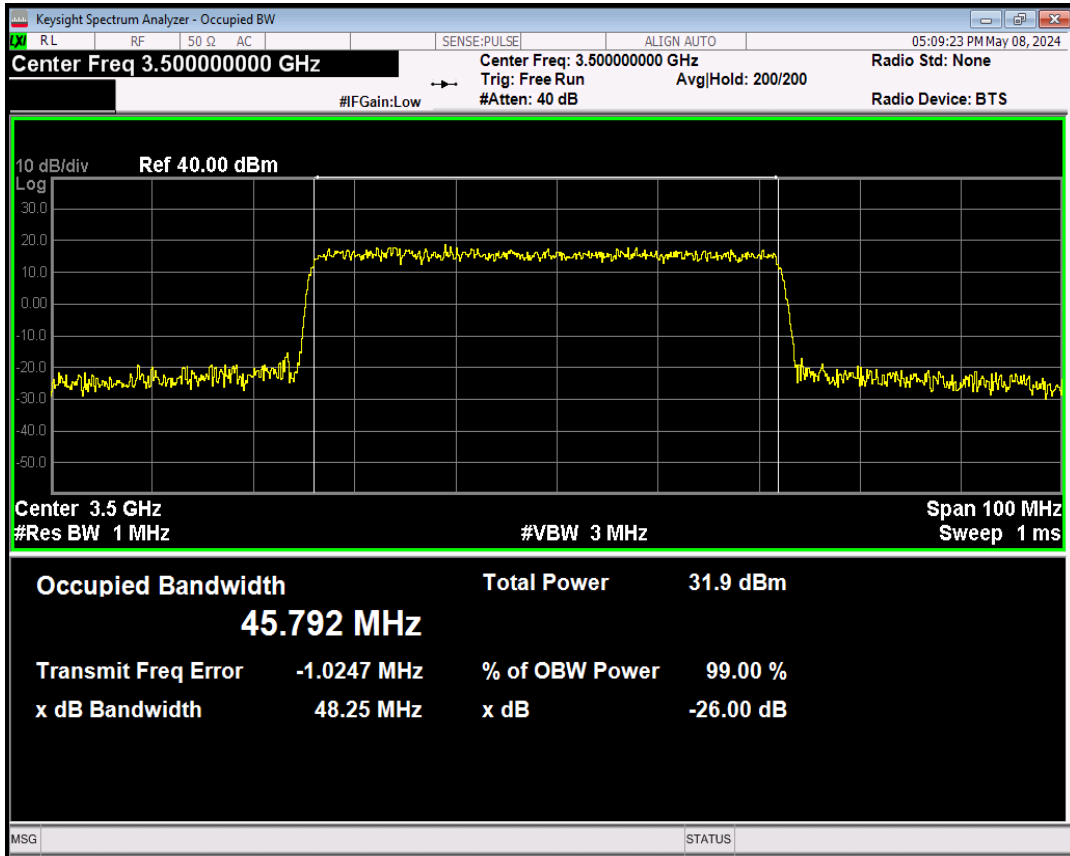 Keysight Spectrum Analyzer - Occupied BW
LXI RL RF 50 Ω AC SENSE:PULSE ALIGN AUTO 05:09:23 PM May 08, 2024
Center Freq 3.500000000 GHz Center Freq: 3.500000000 GHz Radio Std: None
Trig: Free Run Avg|Hold: 200/200
#IFGain:Low #Atten: 40 dB Radio Device: BTS
10 dB/div Ref 40.00 dBm
Log
30.0
20.0
10.0
0.00
-10.0
-20.0
-30.0
-40.0
-50.0
Center 3.5 GHz Span 100 MHz
#Res BW 1 MHz #VBW 3 MHz Sweep 1 ms
Occupied Bandwidth Total Power 31.9 dBm
45.792 MHz
Transmit Freq Error -1.0247 MHz % of OBW Power 99.00 %
x dB Bandwidth 48.25 MHz x dB -26.00 dB
MSG STATUS